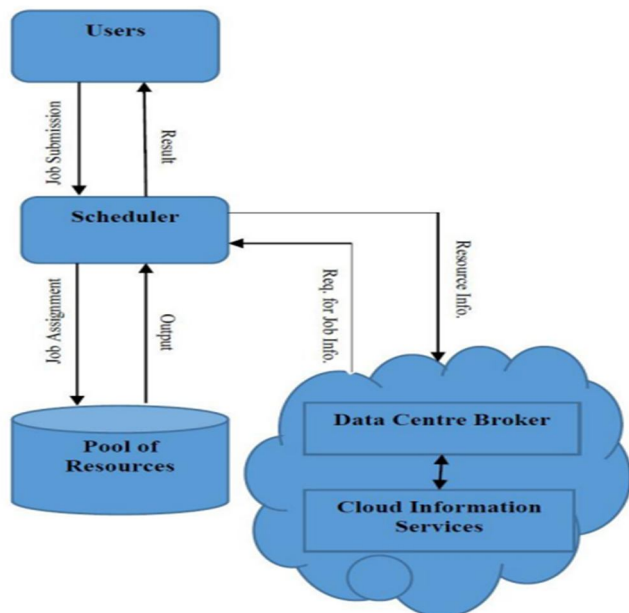 Users
Job Submission
Result
Scheduler
Job Assignment
Output
Req. for Job Info.
Resource Info.
Pool of
Resources
Data Centre Broker
Cloud Information
Services